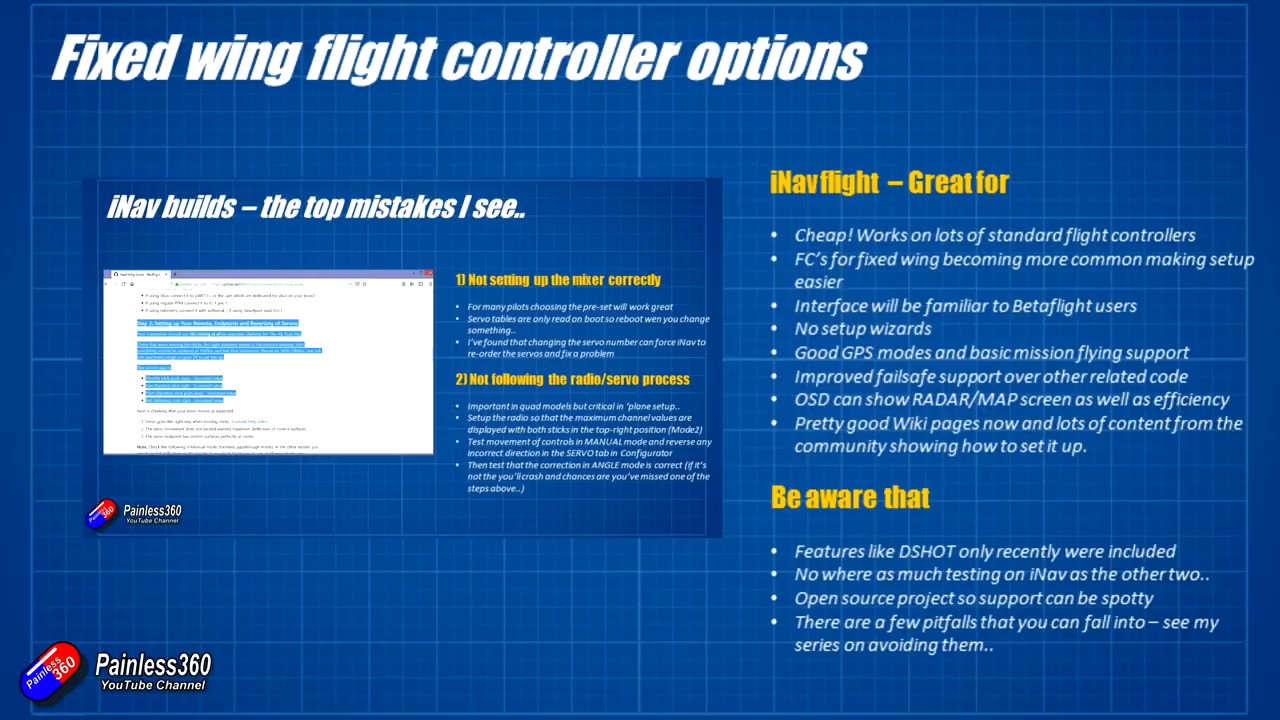 Fixed wing flight controller options
iNav builds – the top mistakes I see..
Step 3: Setting up Your Remote, Endpoints and Reversing of Servos
1) Not setting up the mixer correctly
• For many pilots choosing the pre-set will work great
• Servo tables are only read on boot so reboot wen you change
something..
• I've found that changing the servo number can force iNav to
re-order the servos and fix a problem
2) Not following the radio/servo process
• Important in quad models but critical in 'plane setup..
• Setup the radio so that the maximum channel values are
displayed with both sticks in the top-right position (Mode2)
• Test movement of controls in MANUAL mode and reverse any
incorrect direction in the SERVO tab in Configurator
• Then test that the correction in ANGLE mode is correct (if it's
not the you'll crash and chances are you've missed one of the
steps above..)
Painless360
YouTube Channel
iNavflight – Great for
• Cheap! Works on lots of standard flight controllers
• FC's for fixed wing becoming more common making setup
easier
• Interface will be familiar to Betaflight users
• No setup wizards
• Good GPS modes and basic mission flying support
• Improved failsafe support over other related code
• OSD can show RADAR/MAP screen as well as efficiency
• Pretty good Wiki pages now and lots of content from the
community showing how to set it up.
Be aware that
• Features like DSHOT only recently were included
• No where as much testing on iNav as the other two..
• Open source project so support can be spotty
• There are a few pitfalls that you can fall into – see my
series on avoiding them..
Painless 360
Painless360
YouTube Channel